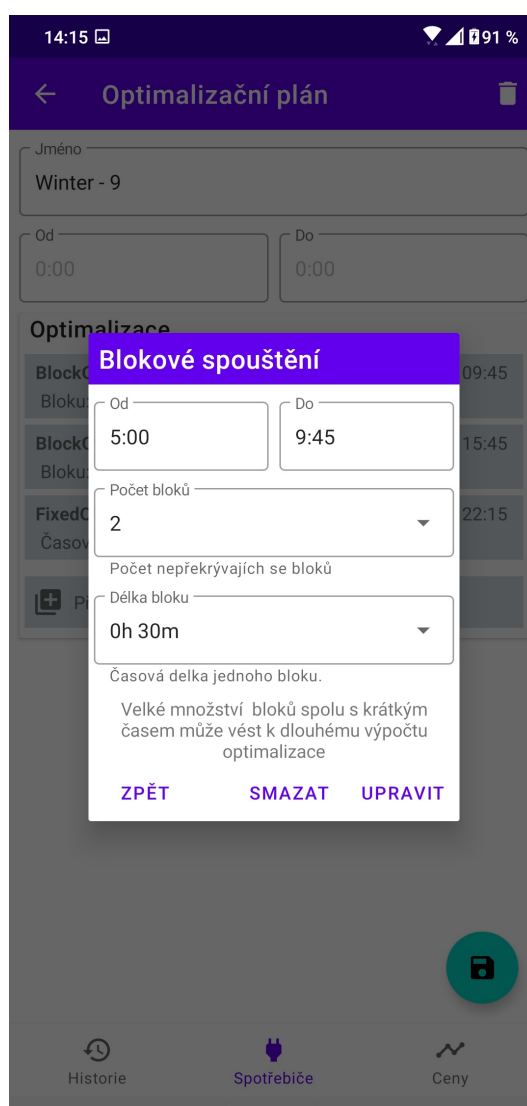 14:15
91 %
Optimalizační plán
Jméno
Winter - 9
Od
Do
0:00
0:00
Optimalizace
09:45
Bloku
15:45
Bloku
22:15
Blokové spouštění
Od
Do
5:00
9:45
Počet bloků
2
Počet nepřekrývajích se bloků
Délka bloku
0h 30m
Časová delka jednoho bloku.
Velké množství bloků spolu s krátkým
časem může vést k dlouhému výpočtu
optimalizace
ZPĚT
SMAZAT
UPRAVIT
Historie
Spotřebiče
Ceny